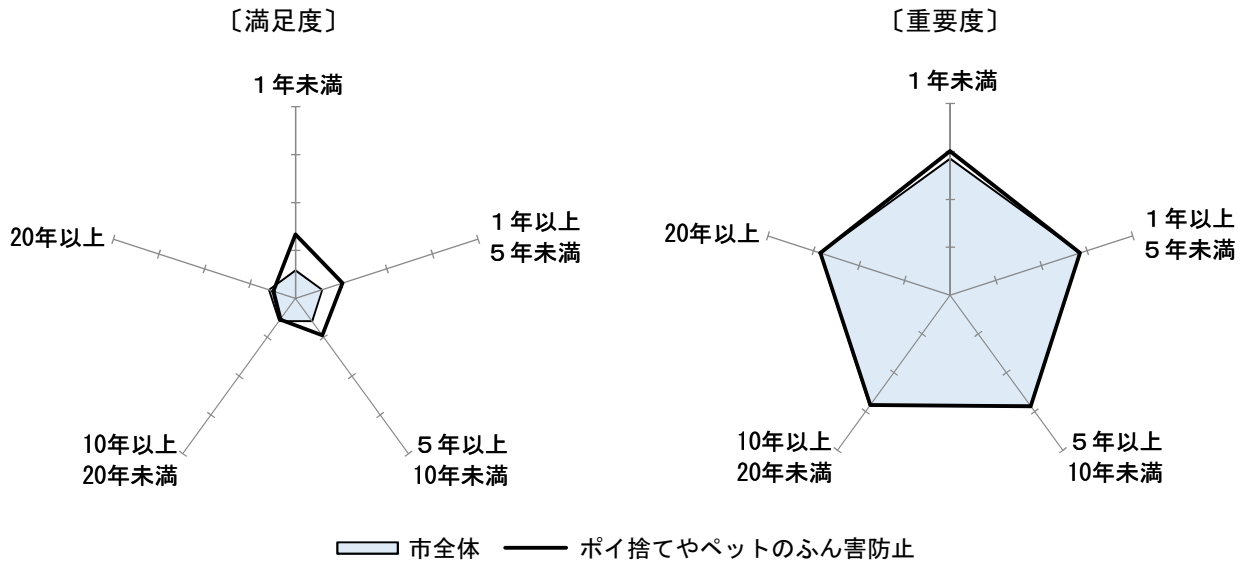 〔満足度〕
１年未満
１年以上
５年未満
５年以上
10年未満
10年以上
20年未満
20年以上
〔重要度〕
１年未満
１年以上
５年未満
５年以上
10年未満
10年以上
20年未満
20年以上
市全体
ポイ捨てやペットのふん害防止